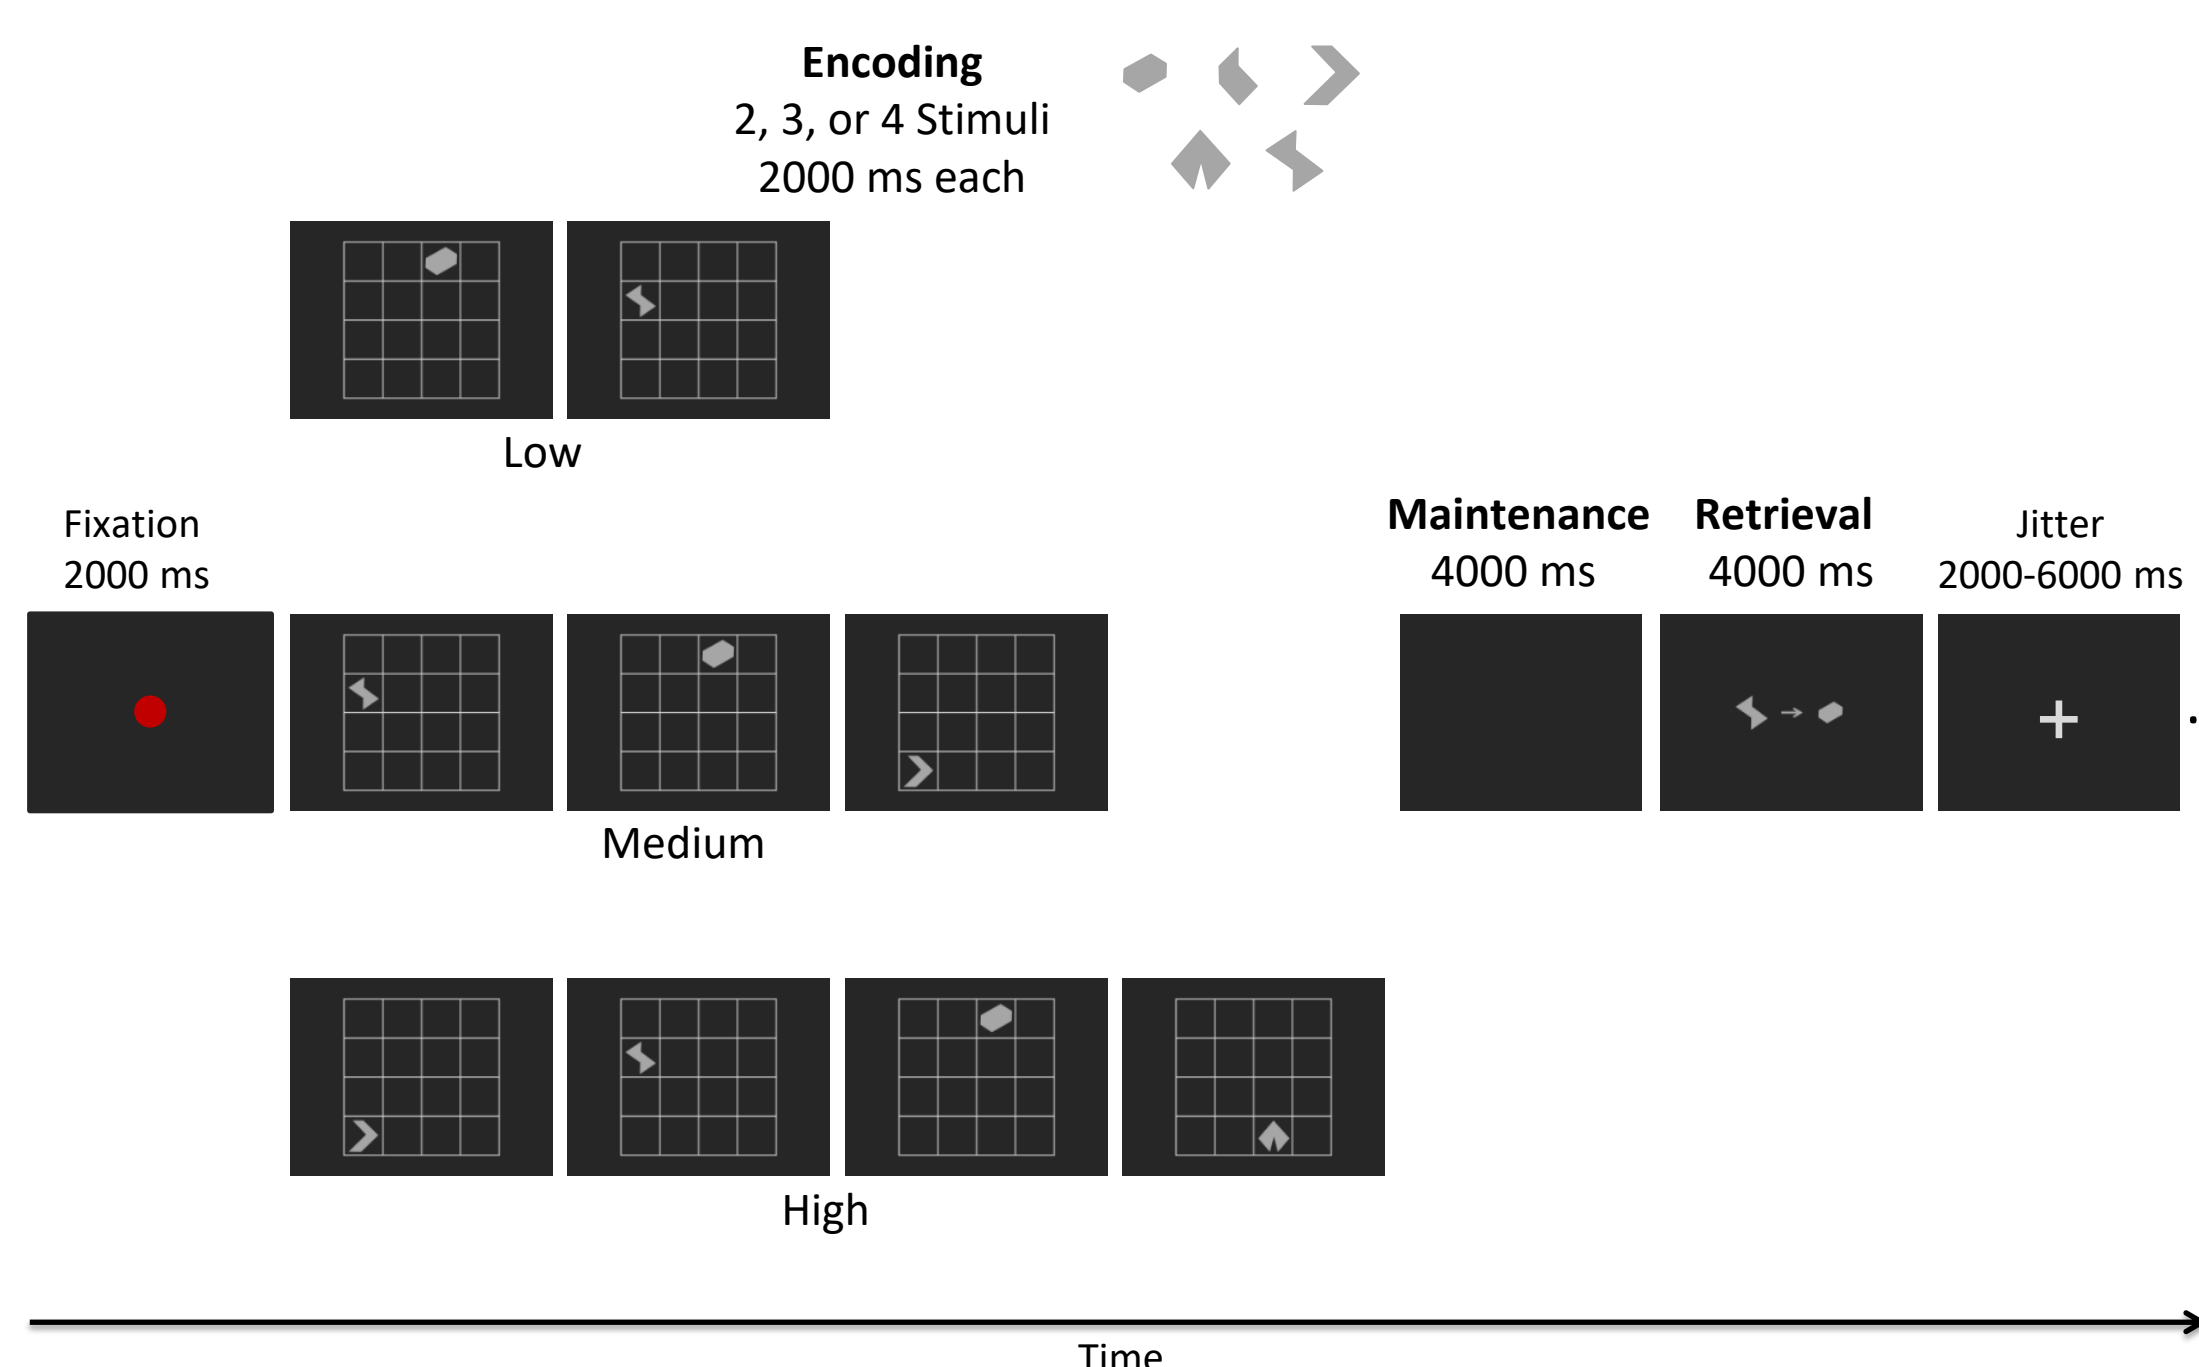 Encoding
2, 3, or 4 Stimuli
2000 ms each
Low
Fixation
2000 ms
Maintenance
4000 ms
Retrieval
4000 ms
Jitter
2000-6000 ms
Medium
High
Time